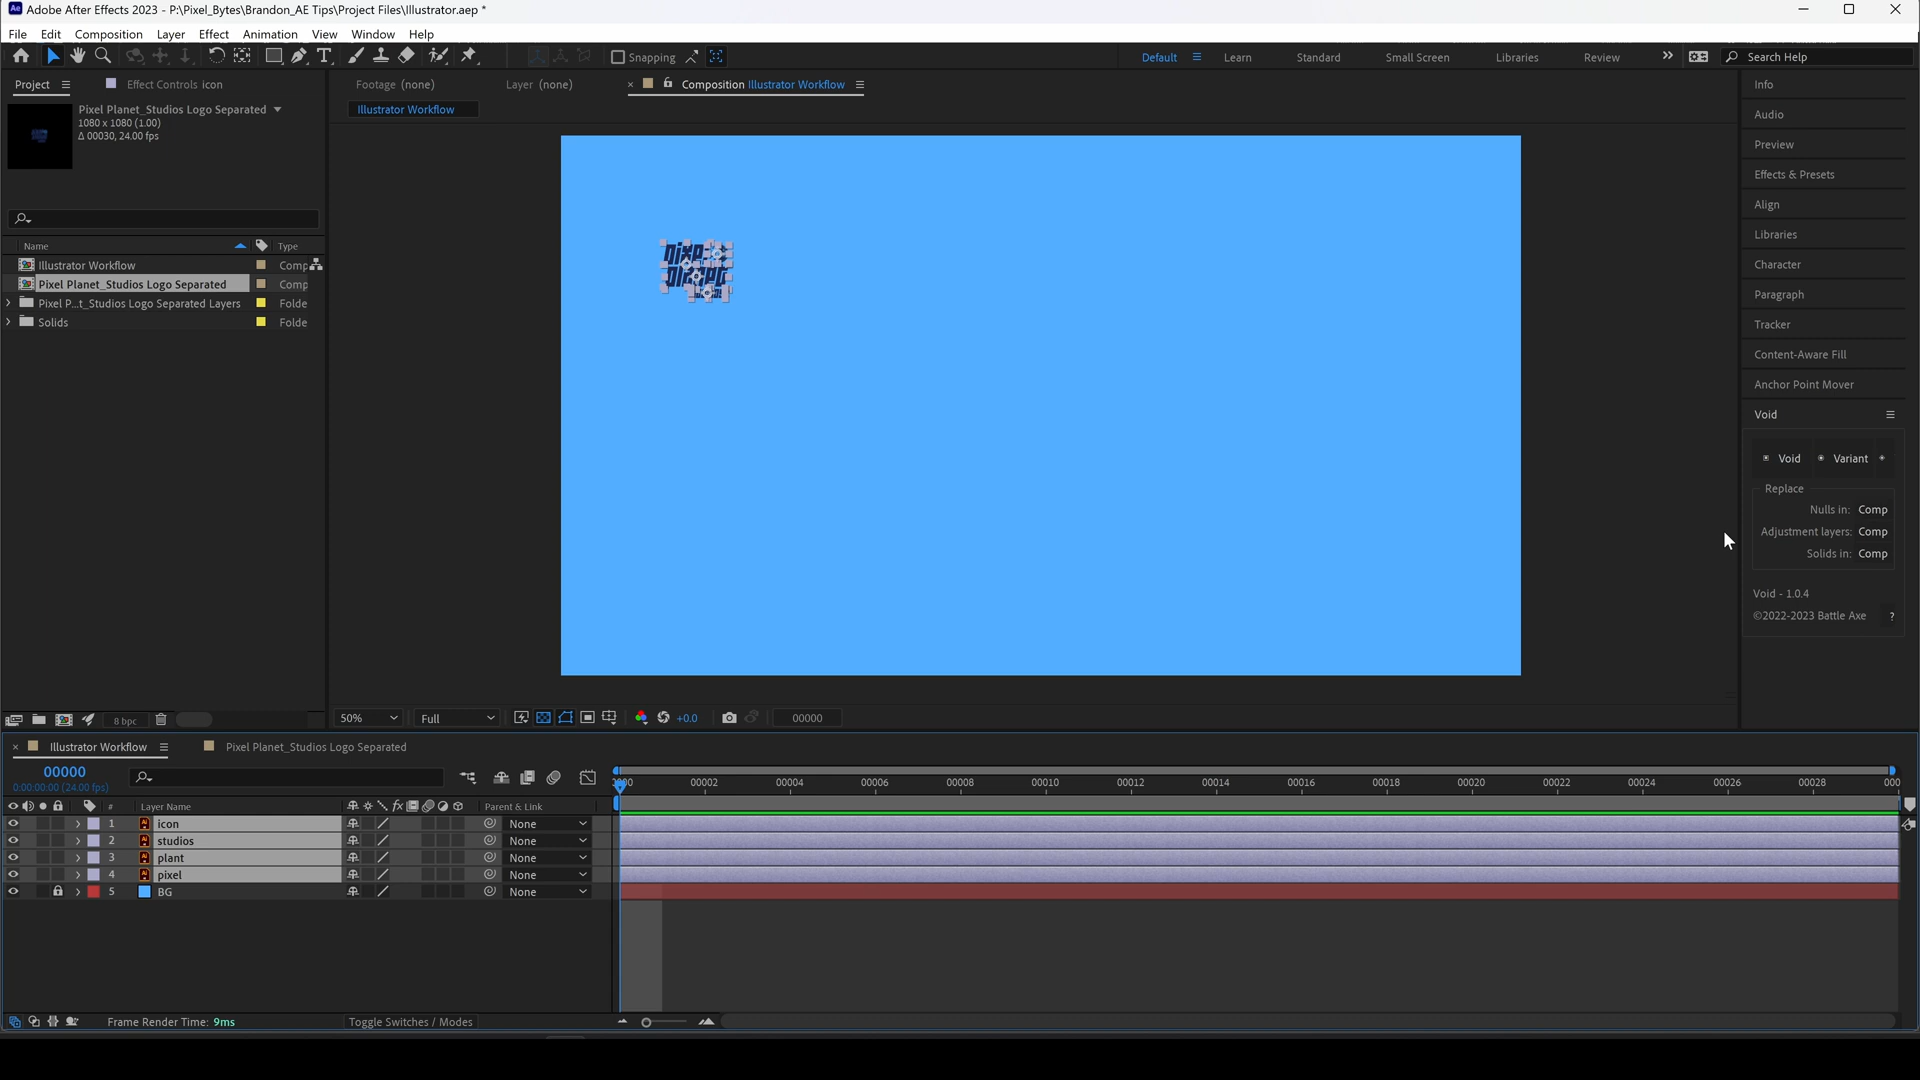 Adobe After Effects 2023 - P:\Pixel_Bytes\Brandon_AE Tips\Project Files\Illustrator.aep *
File Edit Composition Layer Effect Animation View Window Help
Snapping
Default Learn Standard Small Screen Libraries Review
Search Help
Project
Effect Controls icon
Footage (none)
Layer (none)
Composition Illustrator Workflow
Illustrator Workflow
Pixel Planet_Studios Logo Separated
1080 x 1080 (1.00)
Δ 00030, 24.00 fps
Name Type
Illustrator Workflow Comp
Pixel Planet_Studios Logo Separated Comp
Pixel P...t_Studios Logo Separated Layers Folde
Solids Folde
8 bpc
50%
Full
+0.0
00000
Info
Audio
Preview
Effects & Presets
Align
Libraries
Character
Paragraph
Tracker
Content-Aware Fill
Anchor Point Mover
Void
Void Variant
Replace
Nulls in: Comp
Adjustment layers: Comp
Solids in: Comp
Void - 1.0.4
©2022-2023 Battle Axe ?
Illustrator Workflow
Pixel Planet_Studios Logo Separated
00000
0:00:00:00 (24.00 fps)
00002 00004 00006 00008 00010 00012 00014 00016 00018 00020 00022 00024 00026 00028 000
# Layer Name Parent & Link
1 icon None
2 studios None
3 plant None
4 pixel None
5 BG None
Frame Render Time: 9ms
Toggle Switches / Modes